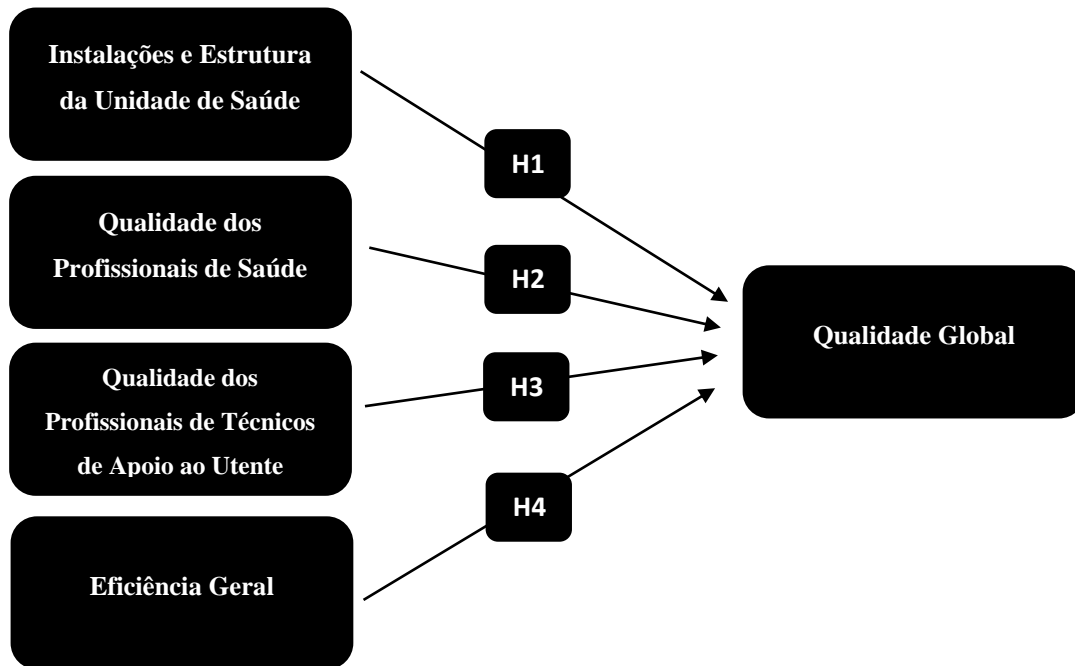 Instalações e Estrutura
da Unidade de Saúde
H1
Qualidade dos
Profissionais de Saúde
H2
Qualidade Global
Qualidade dos
Profissionais de Técnicos
de Apoio ao Utente
H3
H4
Eficiência Geral